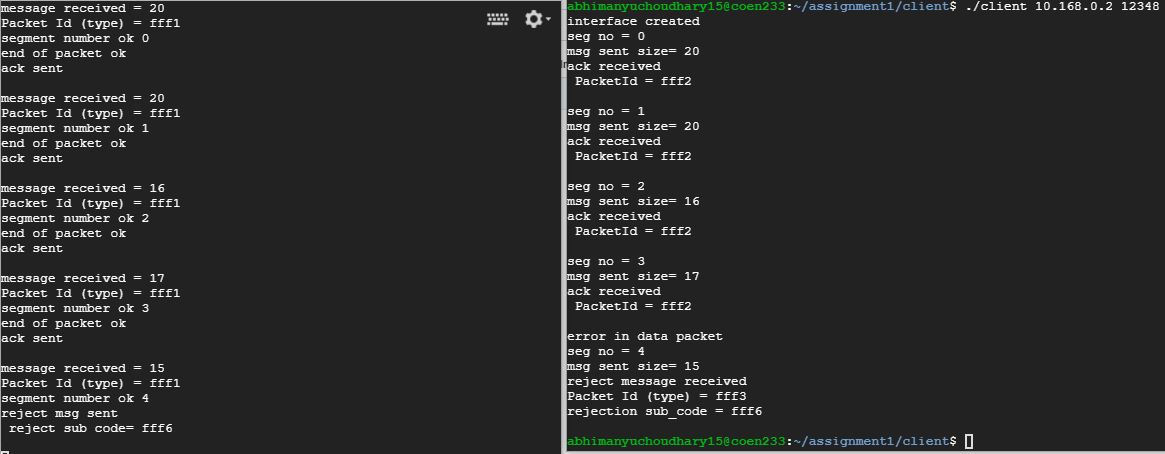 message received = 20
Packet Id (type) = fff1
segment number ok 0
end of packet ok
ack sent
message received = 20
Packet Id (type) = fff1
segment number ok 1
end of packet ok
ack sent
message received = 16
Packet Id (type) = fff1
segment number ok 2
end of packet ok
ack sent
message received = 17
Packet Id (type) = fff1
segment number ok 3
end of packet ok
ack sent
message received = 15
Packet Id (type) = fff1
segment number ok 4
reject msg sent
reject sub code= fff6
abhimanyuchoudhary15@coen233:~/assignment1/client$ ./client 10.168.0.2 12348
interface created
seg no = 0
msg sent size= 20
ack received
PacketId = fff2
seg no = 1
msg sent size= 20
ack received
PacketId = fff2
seg no = 2
msg sent size= 16
ack received
PacketId = fff2
seg no = 3
msg sent size= 17
ack received
PacketId = fff2
error in data packet
seg no = 4
msg sent size= 15
reject message received
Packet Id (type) = fff3
rejection sub_code = fff6
abhimanyuchoudhary15@coen233:~/assignment1/client$